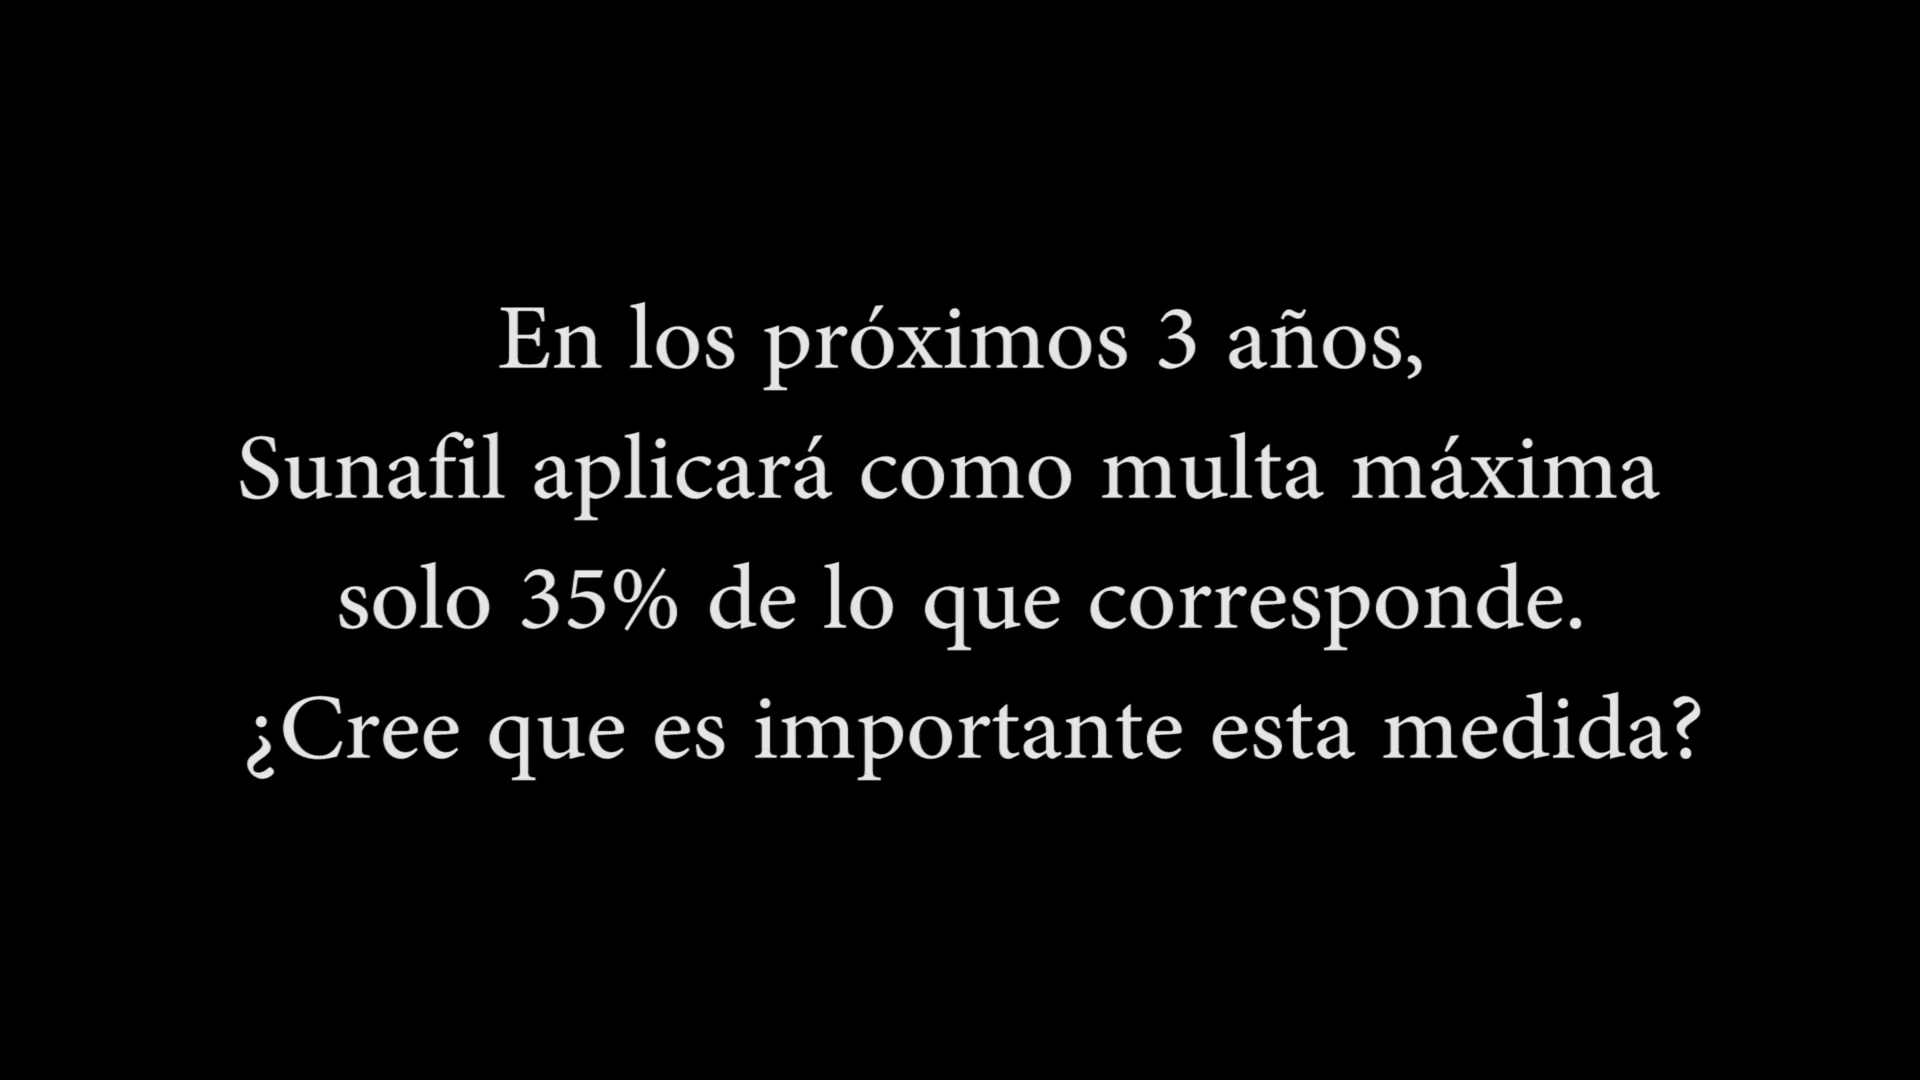 En los próximos 3 años,
Sunafil aplicará como multa máxima
solo 35% de lo que corresponde.
¿Cree que es importante esta medida?